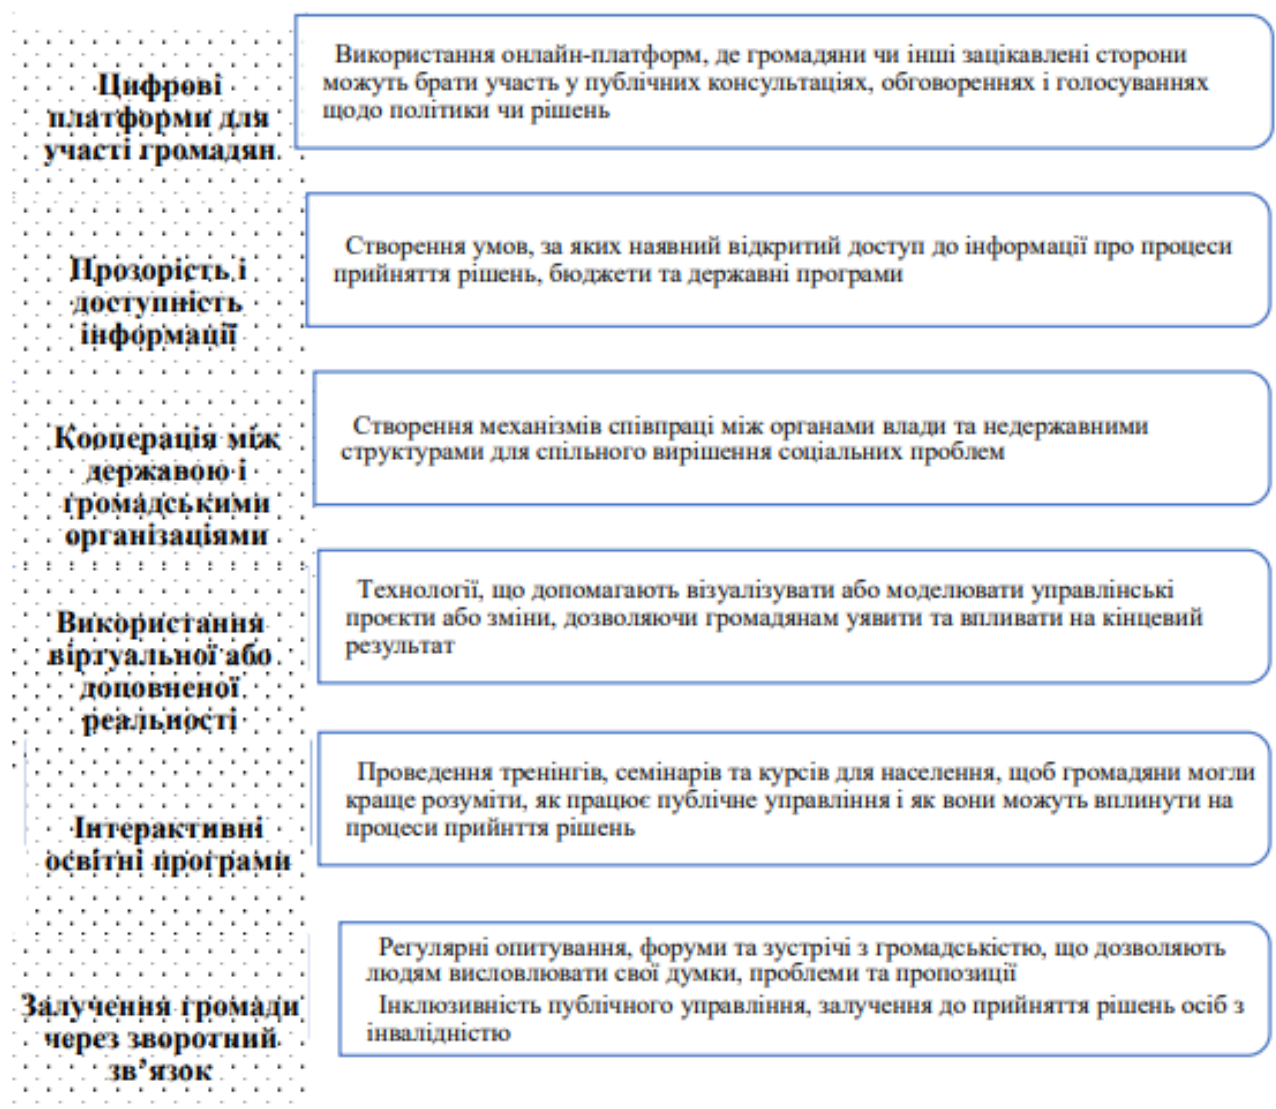 Цифрові
платформи для
участі громадян
Використання онлайн-платформ, де громадяни чи інші зацікавлені сторони
можуть брати участь у публічних консультаціях, обговореннях і голосуваннях
щодо політики чи рішень
Прозорість і
доступність
інформації
Створення умов, за яких наявний відкритий доступ до інформації про процеси
прийняття рішень, бюджети та державні програми
Кооперація між
державою і
громадськими
організаціями
Створення механізмів співпраці між органами влади та недержавними
структурами для спільного вирішення соціальних проблем
Використання
віртуальної або
доповненої
реальності
Технології, що допомагають візуалізувати або моделювати управлінські
проєкти або зміни, дозволяючи громадянам уявити та впливати на кінцевий
результат
Інтерактивні
освітні програми
Проведення тренінгів, семінарів та курсів для населення, щоб громадяни могли
краще розуміти, як працює публічне управління і як вони можуть вплинути на
процеси прийнття рішень
Залучення громади
через зворотний
зв’язок
Регулярні опитування, форуми та зустрічі з громадськістю, що дозволяють
людям висловлювати свої думки, проблеми та пропозиції
Інклюзивність публічного управління, залучення до прийняття рішень осіб з
інвалідністю